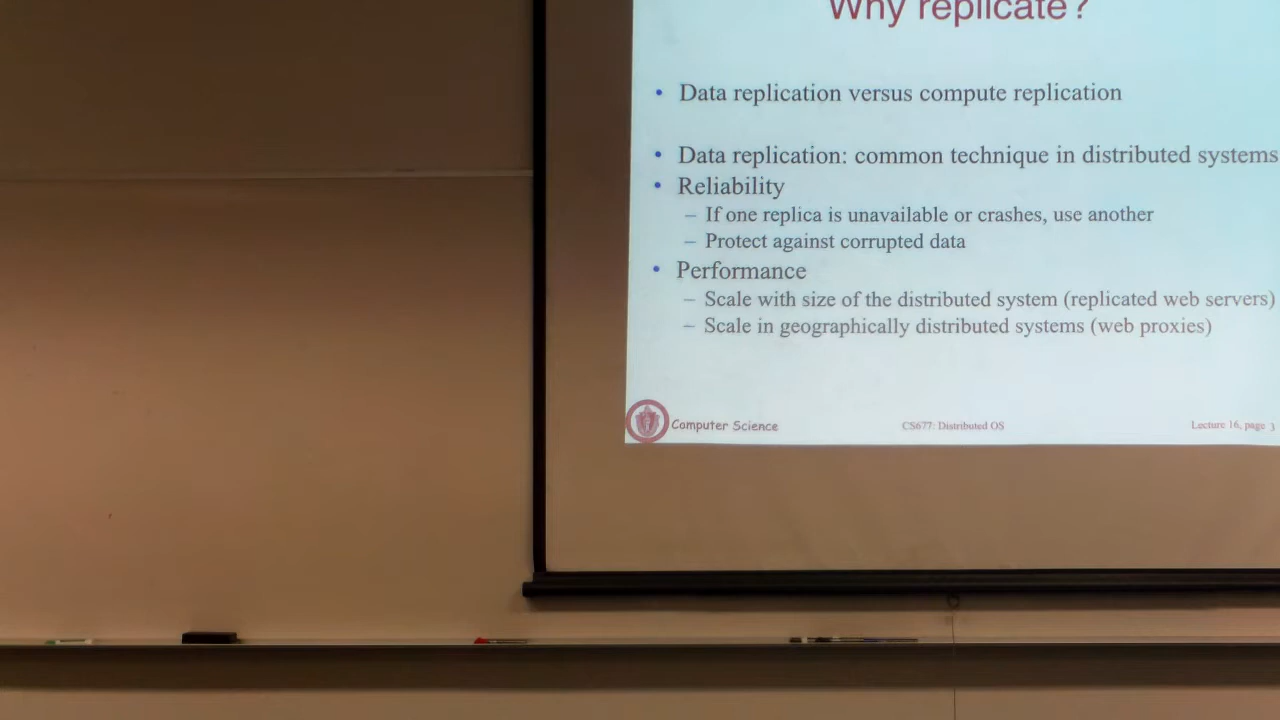 Why replicate?
• Data replication versus compute replication
• Data replication: common technique in distributed systems
• Reliability
– If one replica is unavailable or crashes, use another
– Protect against corrupted data
• Performance
– Scale with size of the distributed system (replicated web servers)
– Scale in geographically distributed systems (web proxies)
Computer Science CS677: Distributed OS Lecture 16, page 3